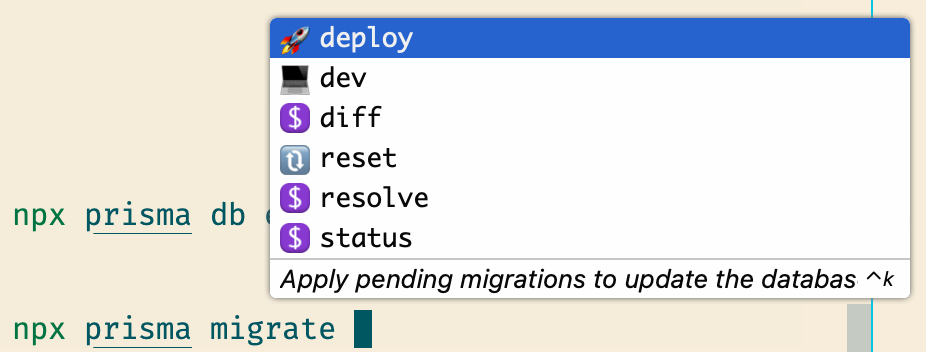 deploy
dev
$ diff
reset
$ resolve
$ status
Apply pending migrations to update the databas ^k
npx prisma db
npx prisma migrate